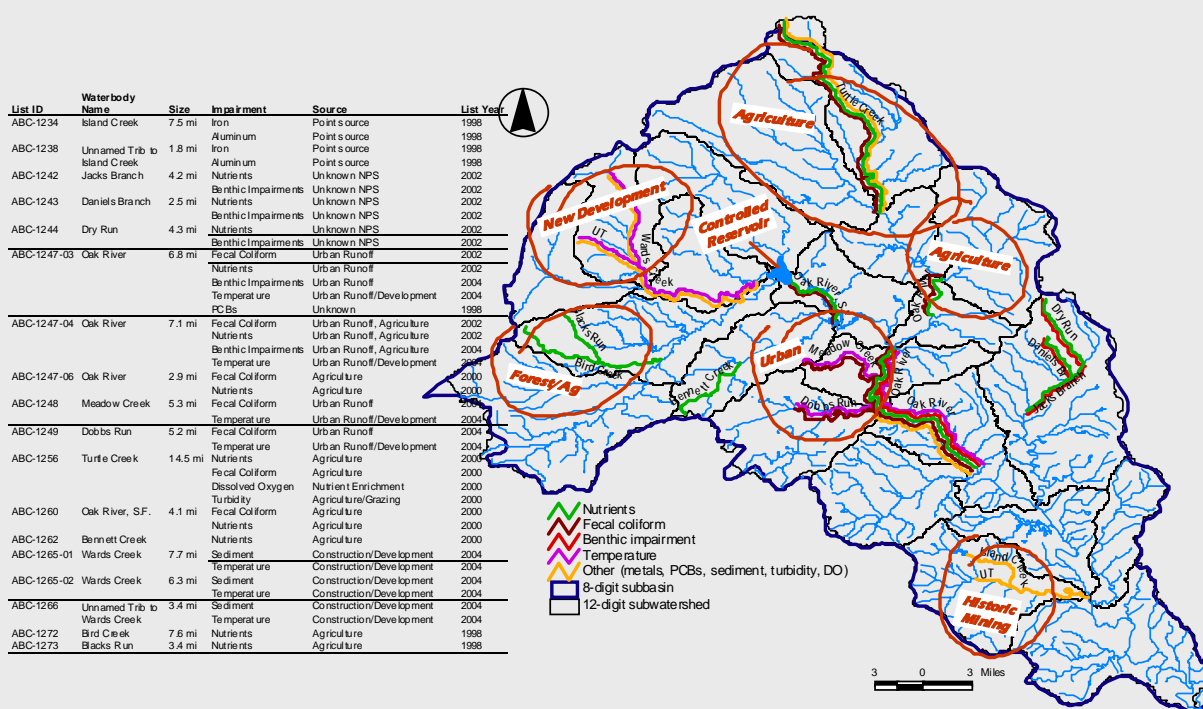 Waterbody
List ID Name Size Impairment Source List Year
ABC-1234 Island Creek 7.5 mi Iron Point source 1998
Aluminum Point source 1998
ABC-1238 Unnamed Trib to 1.8 mi Iron Point source 1998
Island Creek Aluminum Point source 1998
ABC-1242 Jacks Branch 4.2 mi Nutrients Unknown NPS 2002
Benthic Impairments Unknown NPS 2002
ABC-1243 Daniels Branch 2.5 mi Nutrients Unknown NPS 2002
Benthic Impairments Unknown NPS 2002
ABC-1244 Dry Run 4.3 mi Nutrients Unknown NPS 2002
Benthic Impairments Unknown NPS 2002
ABC-1247-03 Oak River 6.8 mi Fecal Coliform Urban Runoff 2002
Nutrients Urban Runoff 2002
Benthic Impairments Urban Runoff 2004
Temperature Urban Runoff/Development 2004
PCBs Unknown 1998
ABC-1247-04 Oak River 7.1 mi Fecal Coliform Urban Runoff, Agriculture 2002
Nutrients Urban Runoff, Agriculture 2002
Benthic Impairments Urban Runoff, Agriculture 2004
Temperature Urban Runoff/Development 2004
ABC-1247-06 Oak River 2.9 mi Fecal Coliform Agriculture 2000
Nutrients Agriculture 2000
ABC-1248 Meadow Creek 5.3 mi Fecal Coliform Urban Runoff 2004
Temperature Urban Runoff/Development 2004
ABC-1249 Dobbs Run 5.2 mi Fecal Coliform Urban Runoff 2004
Temperature Urban Runoff/Development 2004
ABC-1256 Turtle Creek 14.5 mi Nutrients Agriculture 2000
Fecal Coliform Agriculture 2000
Dissolved Oxygen Nutrient Enrichment 2000
Turbidity Agriculture/Grazing 2000
ABC-1260 Oak River, S.F. 4.1 mi Fecal Coliform Agriculture 2000
Nutrients Agriculture 2000
ABC-1262 Bennett Creek Nutrients Agriculture 2000
ABC-1265-01 Wards Creek 7.7 mi Sediment Construction/Development 2004
Temperature Construction/Development 2004
ABC-1265-02 Wards Creek 6.3 mi Sediment Construction/Development 2004
Temperature Construction/Development 2004
ABC-1266 Unnamed Trib to 3.4 mi Sediment Construction/Development 2004
Wards Creek Temperature Construction/Development 2004
ABC-1272 Bird Creek 7.6 mi Nutrients Agriculture 1998
ABC-1273 Blacks Run 3.4 mi Nutrients Agriculture 1998
Turtle Creek
Agriculture
New Development
UT
Wards Creek
Controlled
Reservoir
Agriculture
Oak River S
Oak
Dry Run
Daniels Br
Jacks Branch
Run
Bird
Forest/Ag
Urban
Meadow Creek
Oak River
Bennett Creek
Dobbs Run
Oak River
Nutrients
Fecal coliform
Benthic impairment
Temperature
Other (metals, PCBs, sediment, turbidity, DO)
8-digit subbasin
12-digit subwatershed
Island Creek
UT
Historic
Mining
3 0 3 Miles